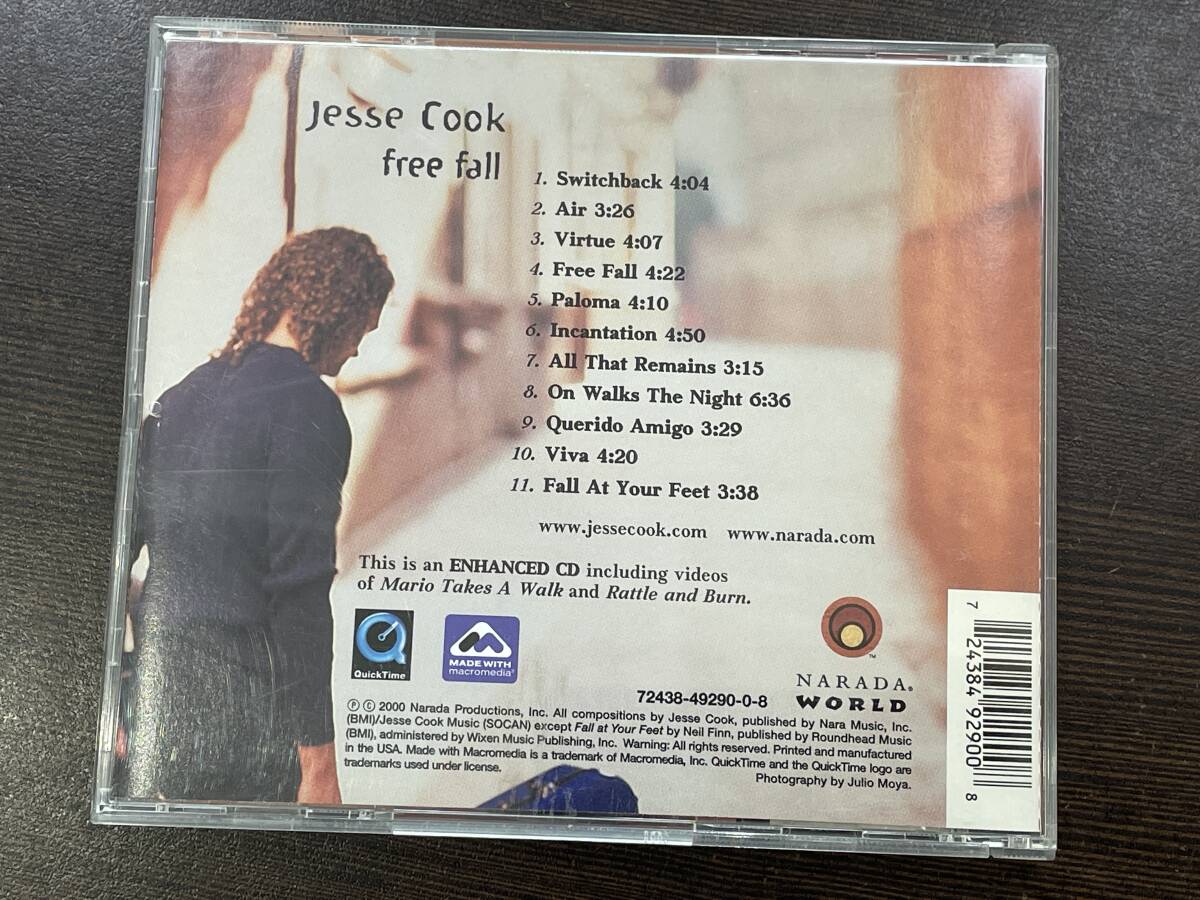 Jesse Cook
free fall
1. Switchback 4:04
2. Air 3:26
3. Virtue 4:07
4. Free Fall 4:22
5. Paloma 4:10
6. Incantation 4:50
7. All That Remains 3:15
8. On Walks The Night 6:36
9. Querido Amigo 3:29
10. Viva 4:20
11. Fall At Your Feet 3:38
www.jessecook.com www.narada.com
This is an ENHANCED CD including videos
of Mario Takes A Walk and Rattle and Burn.
QuickTime
MADE WITH
macromedia®
NARADA®
WORLD
™
72438-49290-0-8
℗ © 2000 Narada Productions, Inc. All compositions by Jesse Cook, published by Nara Music, Inc.
(BMI)/Jesse Cook Music (SOCAN) except Fall at Your Feet by Neil Finn, published by Roundhead Music
(BMI), administered by Wixen Music Publishing, Inc. Warning: All rights reserved. Printed and manufactured
in the USA. Made with Macromedia is a trademark of Macromedia, Inc. QuickTime and the QuickTime logo are
trademarks used under license.
Photography by Julio Moya.
7 24384 92900 8